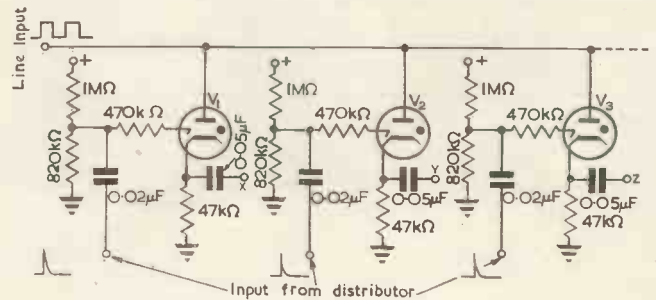 Line Input
+
1MΩ
820kΩ
470kΩ
V1
0·05μF
X
0·02μF
47kΩ
+
1MΩ
820kΩ
470kΩ
V2
Y
0·05μF
0·02μF
47kΩ
+
1MΩ
820kΩ
470kΩ
V3
Z
0·05μF
0·02μF
47kΩ
Input from distributor